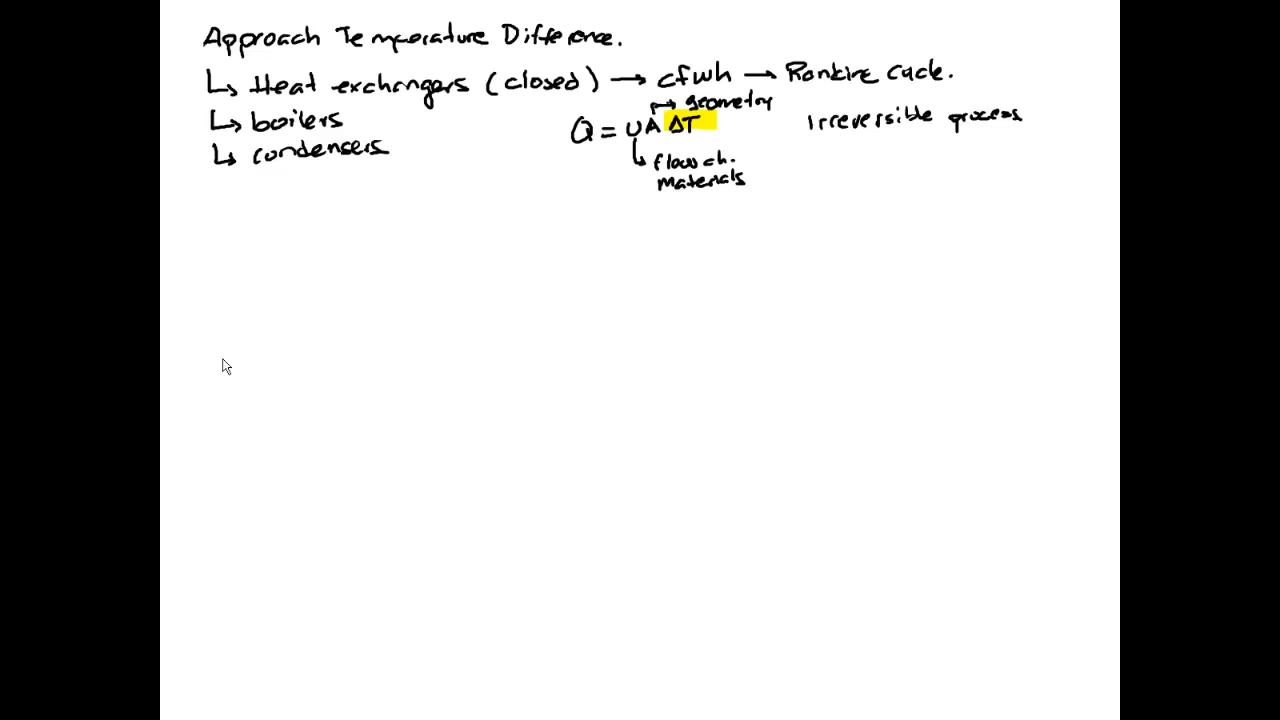 Approach Temperature Difference.
↳ Heat exchangers (closed) → cfwh → Rankine Cycle.
↳ boilers
↳ condensers
↦ geometry
Q = UA ΔT
↳ flow ch.
materials
Irreversible process